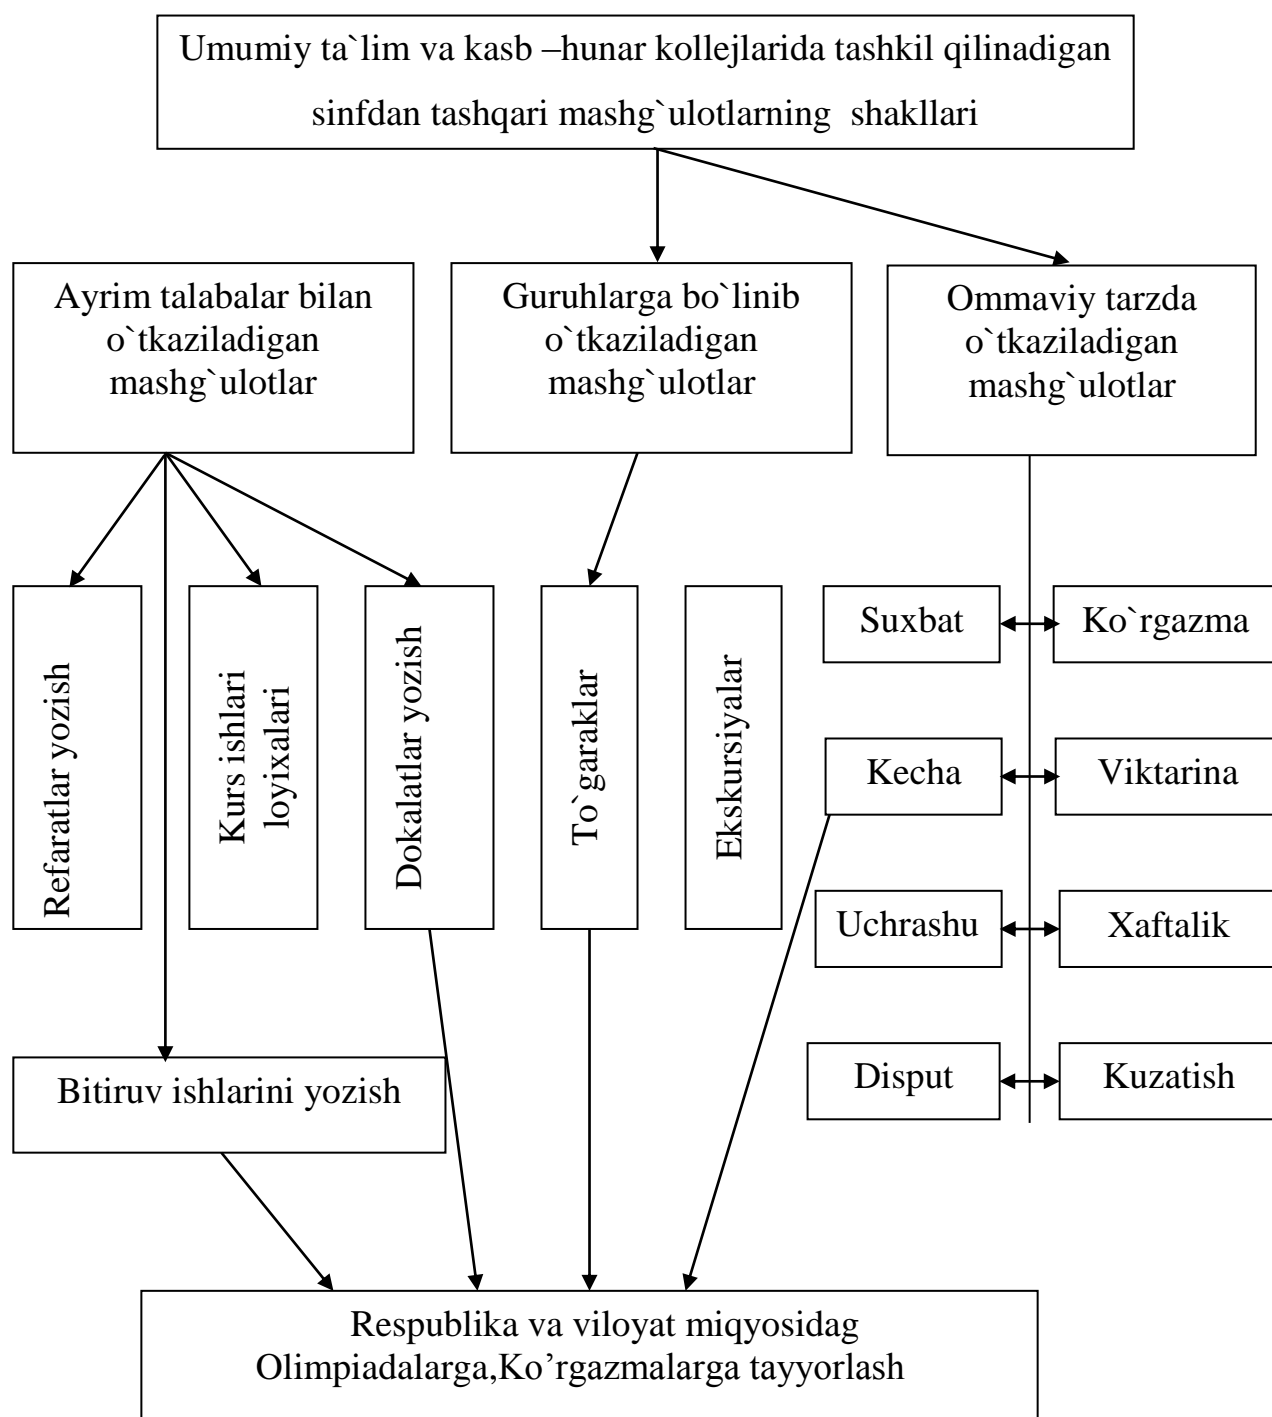 Umumiy ta`lim va kasb –hunar kollejlarida tashkil qilinadigan
sinfdan tashqari mashg`ulotlarning shakllari
Ayrim talabalar bilan
o`tkaziladigan
mashg`ulotlar
Guruhlarga bo`linib
o`tkaziladigan
mashg`ulotlar
Ommaviy tarzda
o`tkaziladigan
mashg`ulotlar
Refaratlar yozish
Kurs ishlari
loyixalari
Dokalatlar yozish
To`garaklar
Ekskursiyalar
Suxbat
Ko`rgazma
Kecha
Viktarina
Uchrashu
Xaftalik
Disput
Kuzatish
Bitiruv ishlarini yozish
Respublika va viloyat miqyosidag
Olimpiadalarga,Ko’rgazmalarga tayyorlash